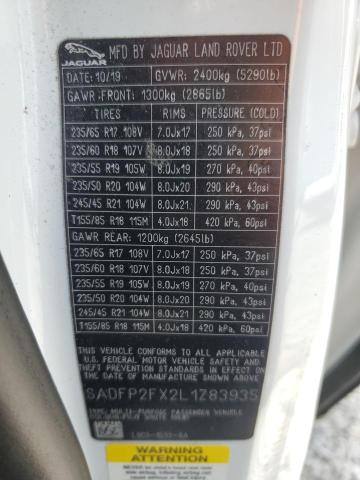 JAGUAR
MFD BY JAGUAR LAND ROVER LTD
DATE: 10/19 GVWR: 2400kg (5290lb)
GAWR FRONT: 1300kg (2865lb)
TIRES RIMS PRESSURE (COLD)
235/65 R17 108V 7.0Jx17 250 kPa, 37psi
235/60 R18 107V 8.0Jx18 250 kPa, 37psi
235/55 R19 105W 8.0Jx19 270 kPa, 40psi
235/50 R20 104W 8.0Jx20 290 kPa, 43psi
245/45 R21 104W 8.0Jx21 290 kPa, 43psi
T155/85 R18 115M 4.0Jx18 420 kPa, 60psi
GAWR REAR: 1200kg (2645lb)
235/65 R17 108V 7.0Jx17 250 kPa, 37psi
235/60 R18 107V 8.0Jx18 250 kPa, 37psi
235/55 R19 105W 8.0Jx19 270 kPa, 40psi
235/50 R20 104W 8.0Jx20 290 kPa, 43psi
245/45 R21 104W 8.0Jx21 290 kPa, 43psi
T155/85 R18 115M 4.0Jx18 420 kPa, 60psi
THIS VEHICLE CONFORMS TO ALL APPLICABLE
U.S. FEDERAL MOTOR VEHICLE SAFETY
STANDARDS IN EFFECT ON THE DATE OF
MANUFACTURE SHOWN ABOVE
SADFP2FX2L1Z83935
TYPE: MULTI-PURPOSE PASSENGER VEHICLE